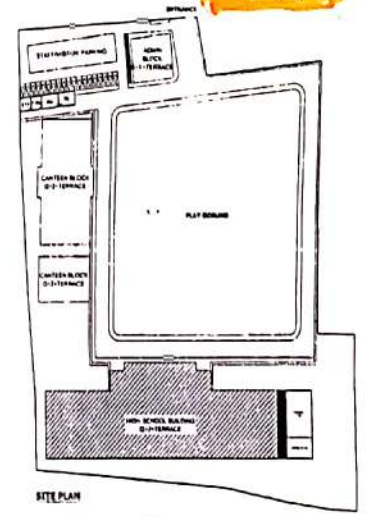 ENTRANCE
STAFF/VISITOR PARKING
ADMIN
BLOCK
G+1+TERRACE
CANTEEN BLOCK
G+2+TERRACE
PLAY GROUND
CANTEEN BLOCK
G+2+TERRACE
HIGH SCHOOL BUILDING
G+2+TERRACE
SITE PLAN